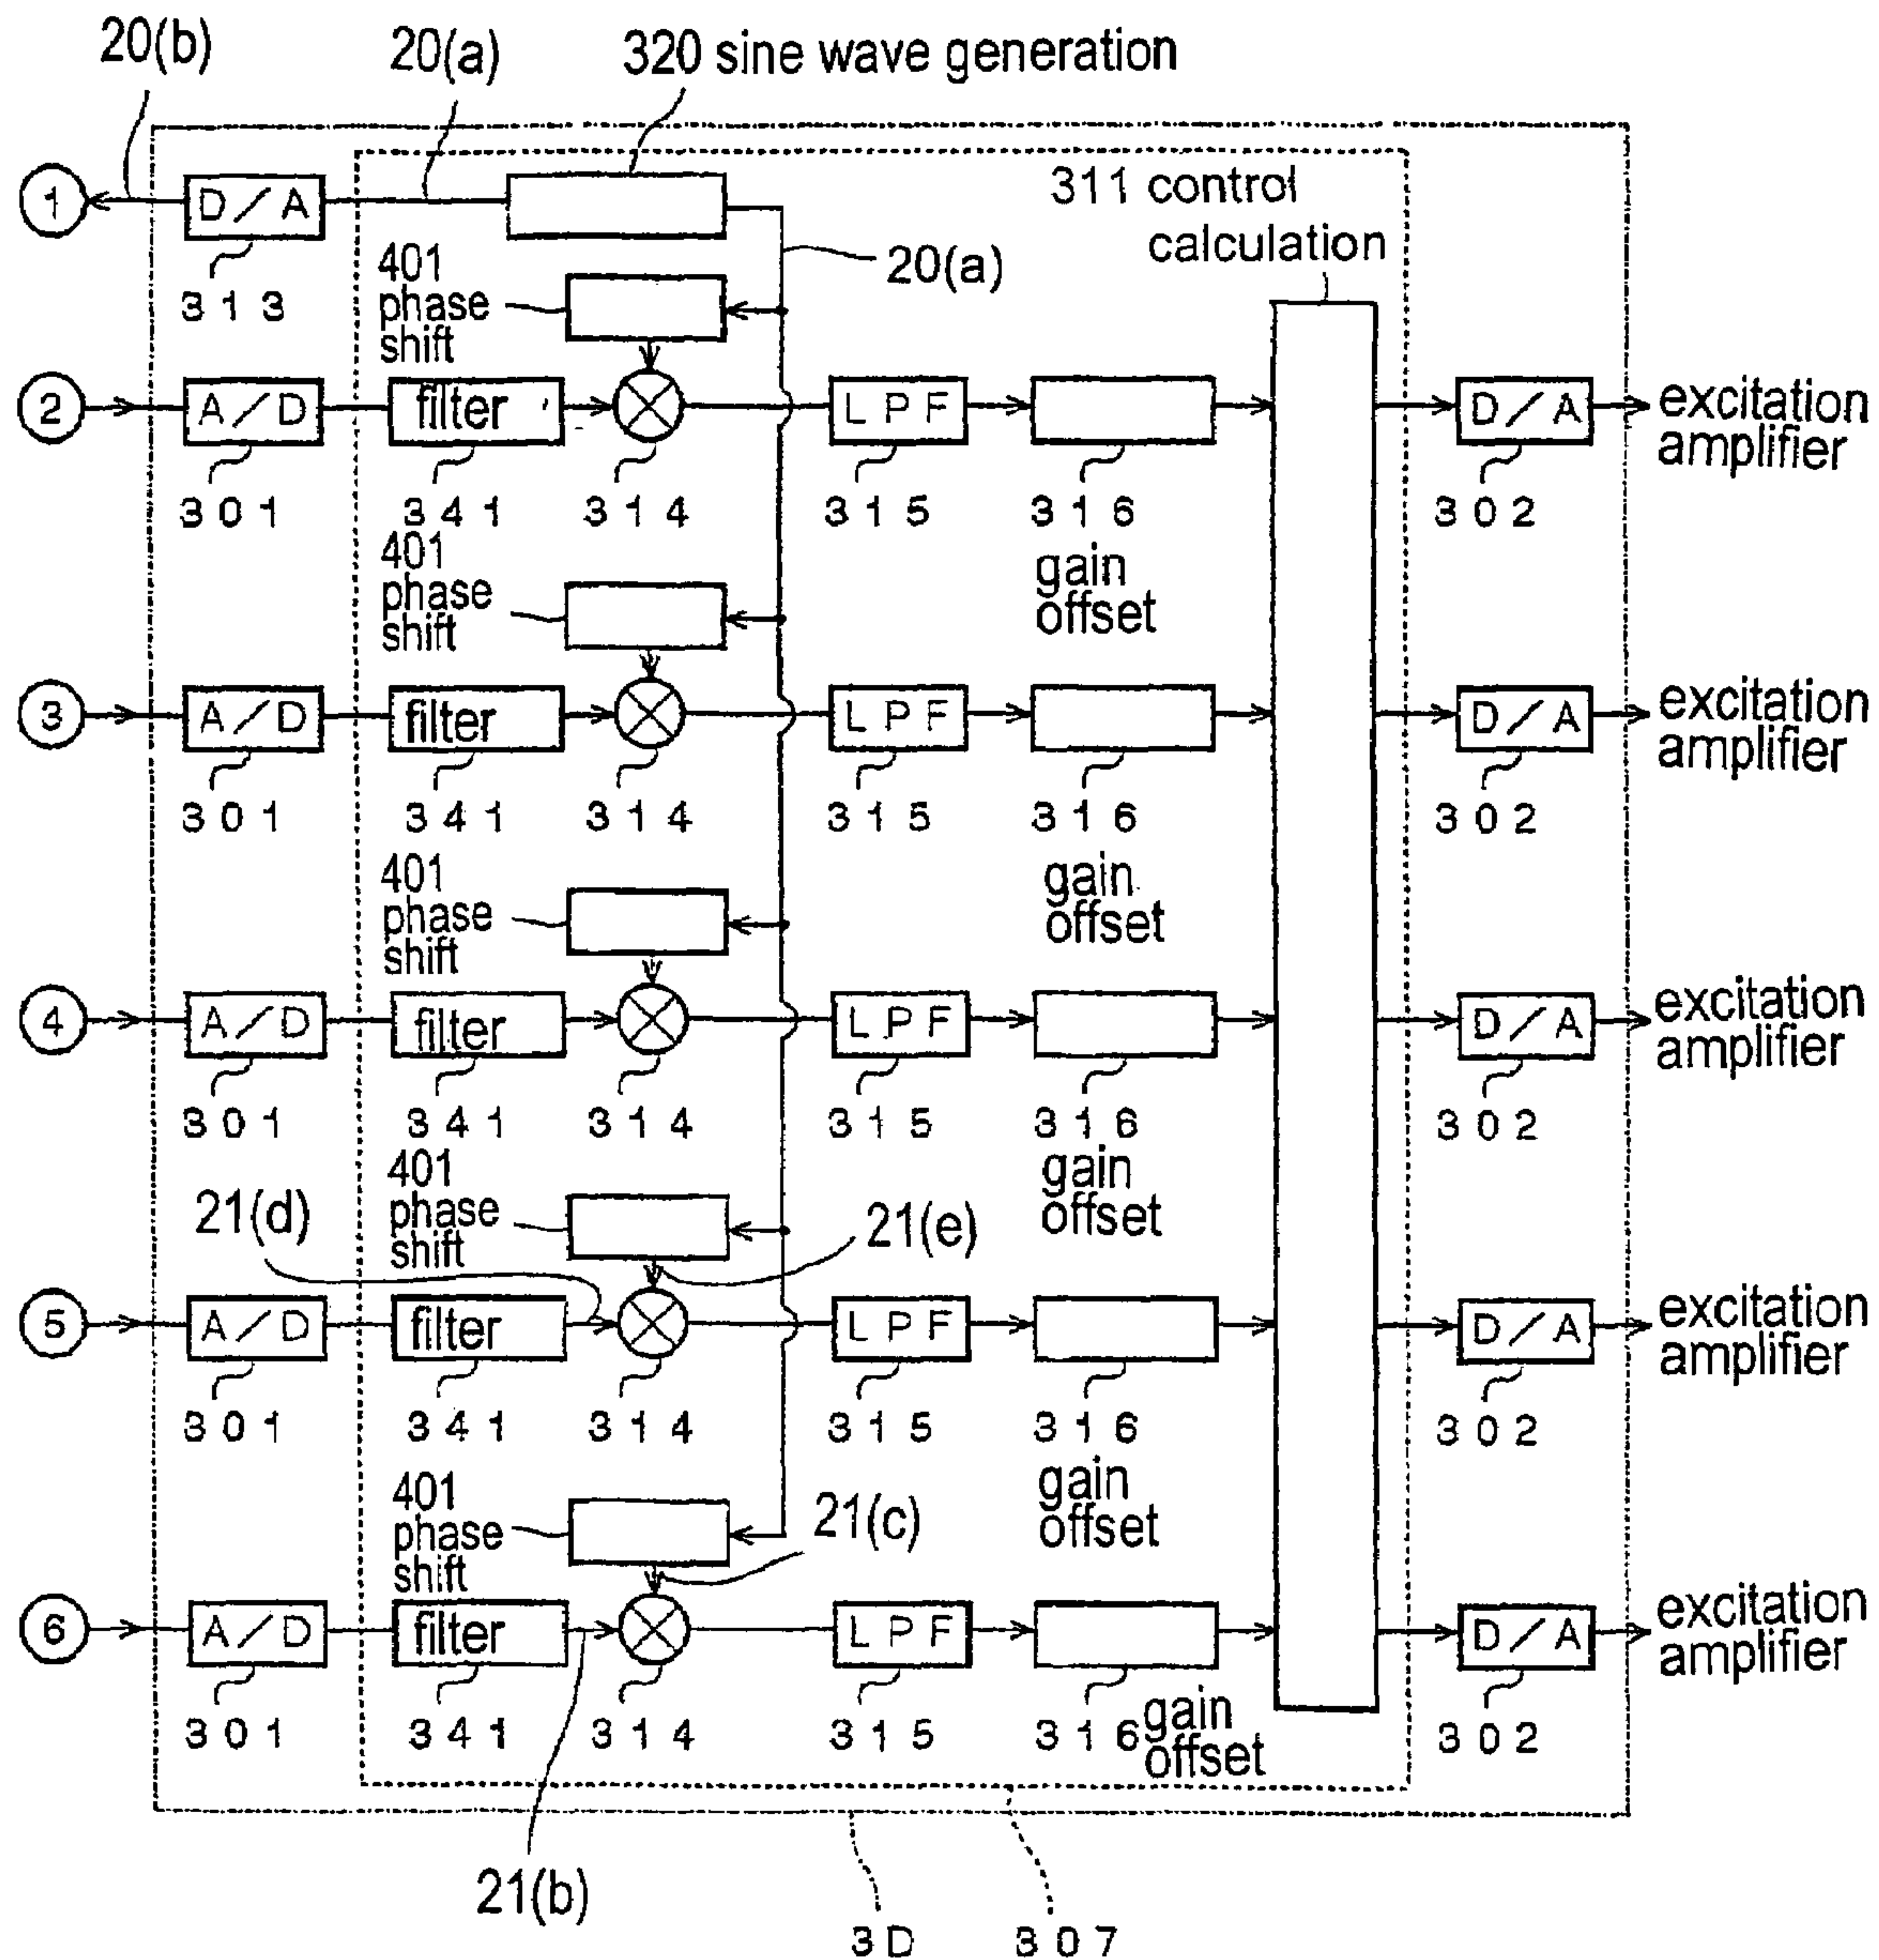 20(b)
20(a)
320 sine wave generation
1
D/A
313
311 control
calculation
20(a)
401
phase
shift
2
A/D
filter
LPF
D/A
excitation
amplifier
301
341
314
315
316
302
gain
offset
401
phase
shift
3
A/D
filter
LPF
D/A
excitation
amplifier
301
341
314
315
316
302
gain
offset
401
phase
shift
4
A/D
filter
LPF
D/A
excitation
amplifier
301
341
314
315
316
302
gain
offset
401
phase
shift
21(d)
21(e)
5
A/D
filter
LPF
D/A
excitation
amplifier
301
341
314
315
316
302
gain
offset
401
phase
shift
21(c)
6
A/D
filter
LPF
D/A
excitation
amplifier
301
341
314
315
316
302
gain
offset
21(b)
3D
307